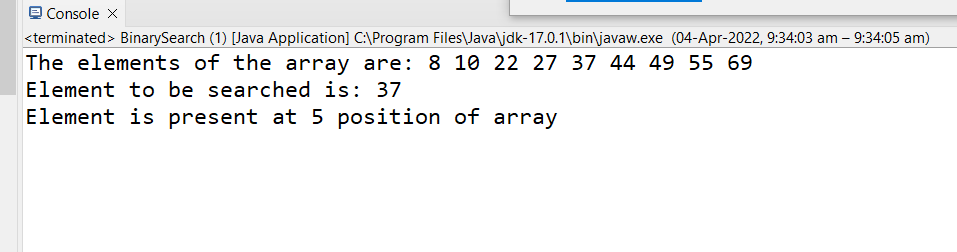 Console
<terminated> BinarySearch (1) [Java Application] C:\Program Files\Java\jdk-17.0.1\bin\javaw.exe (04-Apr-2022, 9:34:03 am – 9:34:05 am)
The elements of the array are: 8 10 22 27 37 44 49 55 69
Element to be searched is: 37
Element is present at 5 position of array